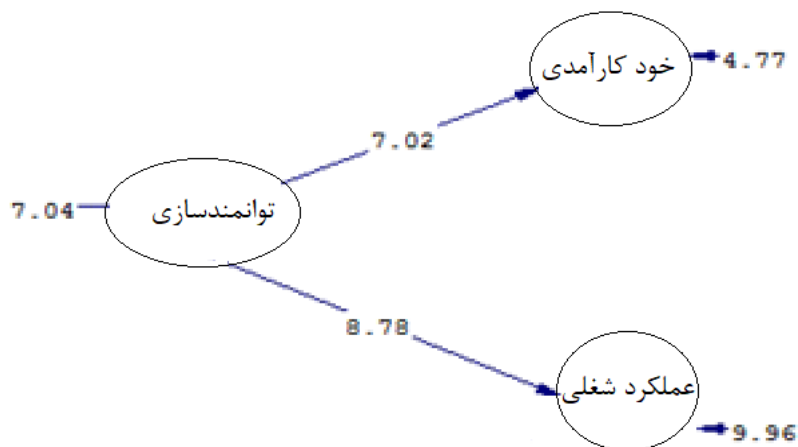 خود کارآمدی
4.77
7.02
توانمندسازی
7.04
8.78
عملکرد شغلی
9.96